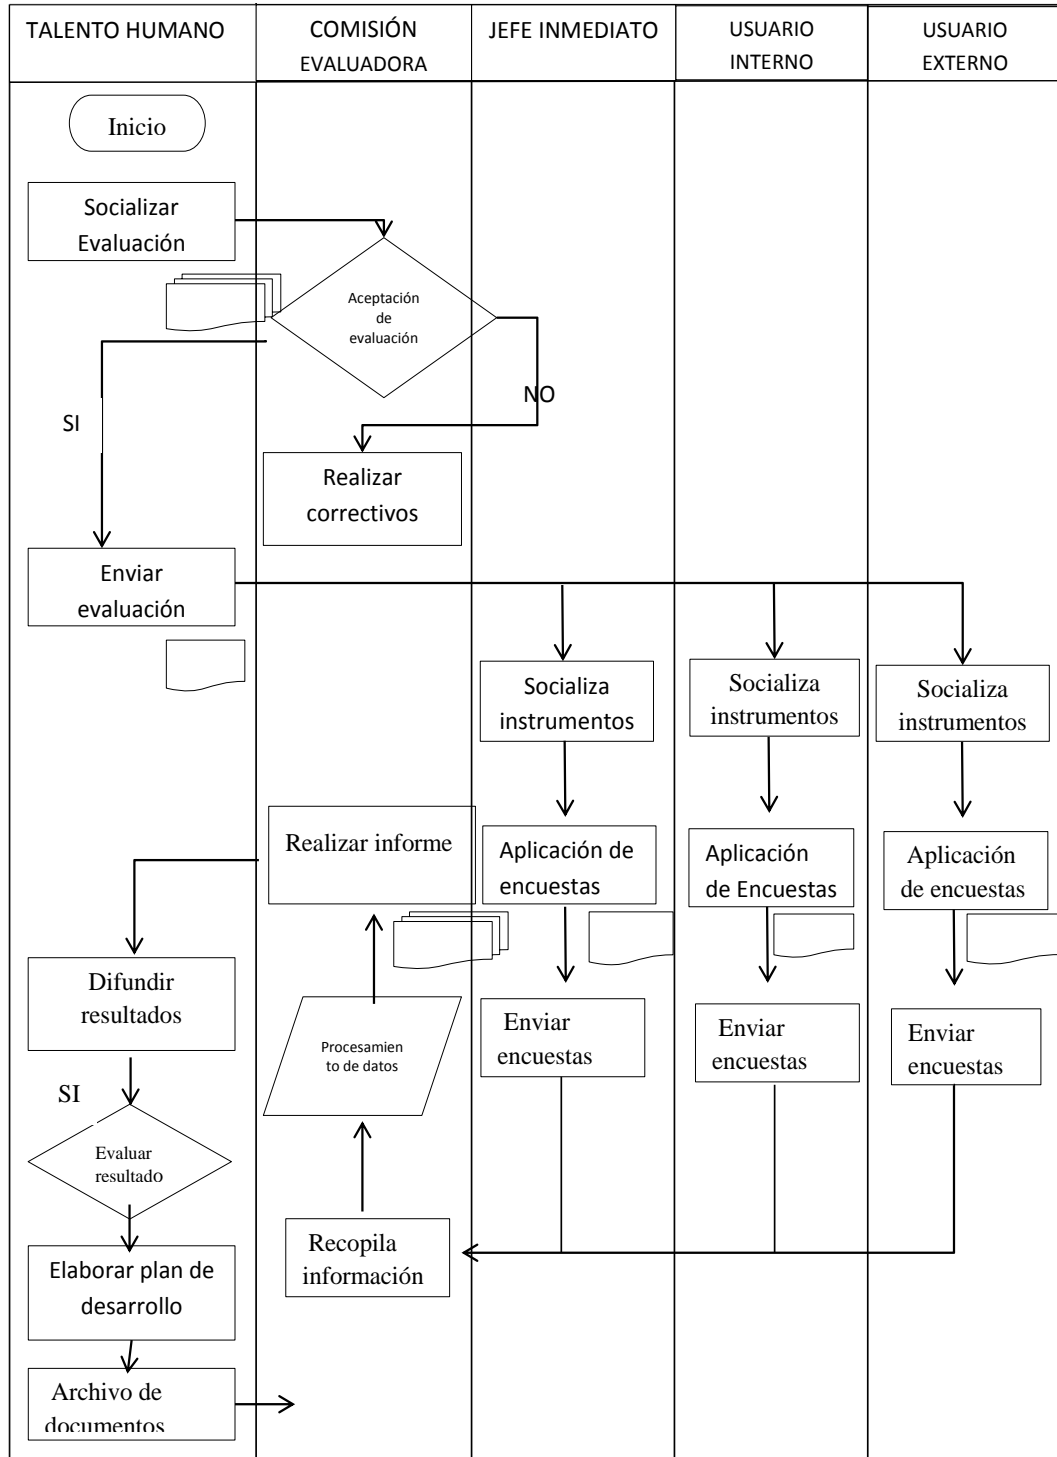 TALENTO HUMANO
COMISIÓN
EVALUADORA
JEFE INMEDIATO
USUARIO
INTERNO
USUARIO
EXTERNO
Inicio
Socializar
Evaluación
Aceptación
de
evaluación
NO
SI
Realizar
correctivos
Enviar
evaluación
Socializa
instrumentos
Socializa
instrumentos
Socializa
instrumentos
Realizar informe
Aplicación de
encuestas
Aplicación
de Encuestas
Aplicación
de encuestas
Difundir
resultados
Procesamien
to de datos
Enviar
encuestas
Enviar
encuestas
Enviar
encuestas
SI
Evaluar
resultado
Recopila
información
Elaborar plan de
desarrollo
Archivo de
documentos